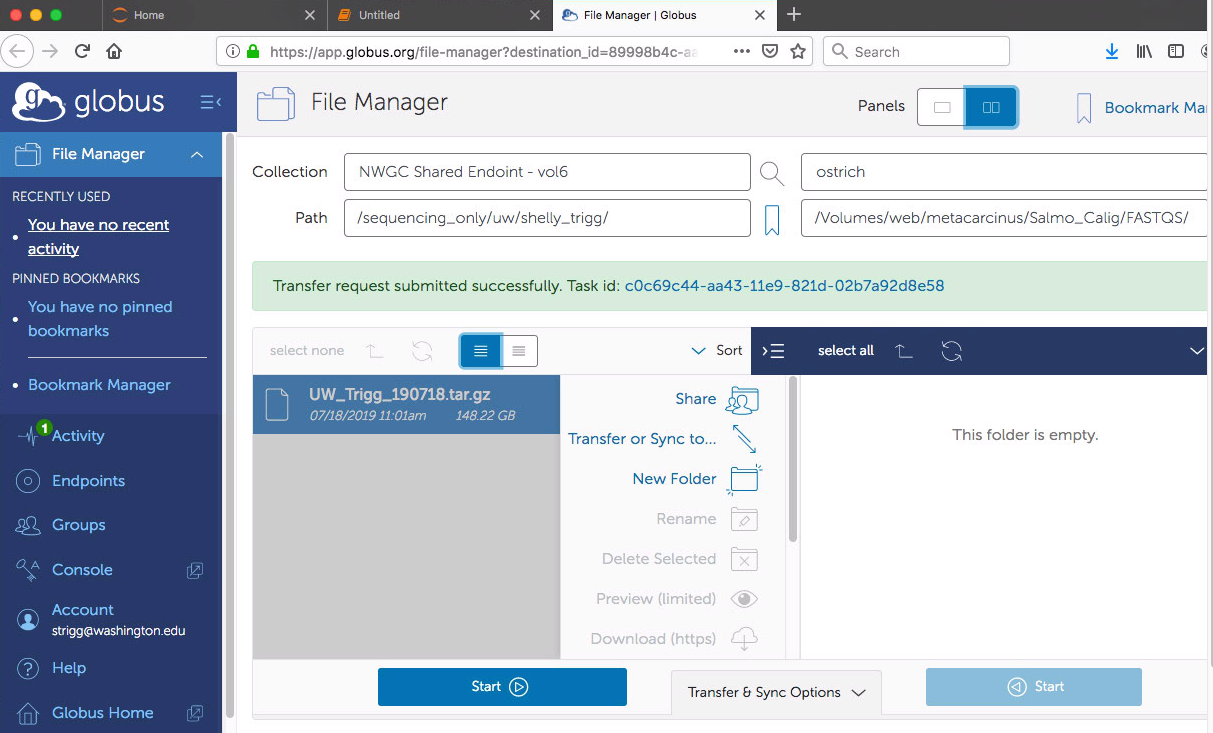 Home
Untitled
File Manager | Globus
https://app.globus.org/file-manager?destination_id=89998b4c-aa
Search
globus
File Manager
RECENTLY USED
You have no recent
activity
PINNED BOOKMARKS
You have no pinned
bookmarks
Bookmark Manager
1
Activity
Endpoints
Groups
Console
Account
strigg@washington.edu
Help
Globus Home
File Manager
Panels
Bookmark Ma
Collection
NWGC Shared Endoint - vol6
ostrich
Path
/sequencing_only/uw/shelly_trigg/
/Volumes/web/metacarcinus/Salmo_Calig/FASTQS/
Transfer request submitted successfully. Task id: c0c69c44-aa43-11e9-821d-02b7a92d8e58
select none
Sort
select all
UW_Trigg_190718.tar.gz
07/18/2019 11:01am 148.22 GB
Share
Transfer or Sync to...
New Folder
Rename
Delete Selected
Preview (limited)
Download (https)
This folder is empty.
Start
Transfer & Sync Options
Start